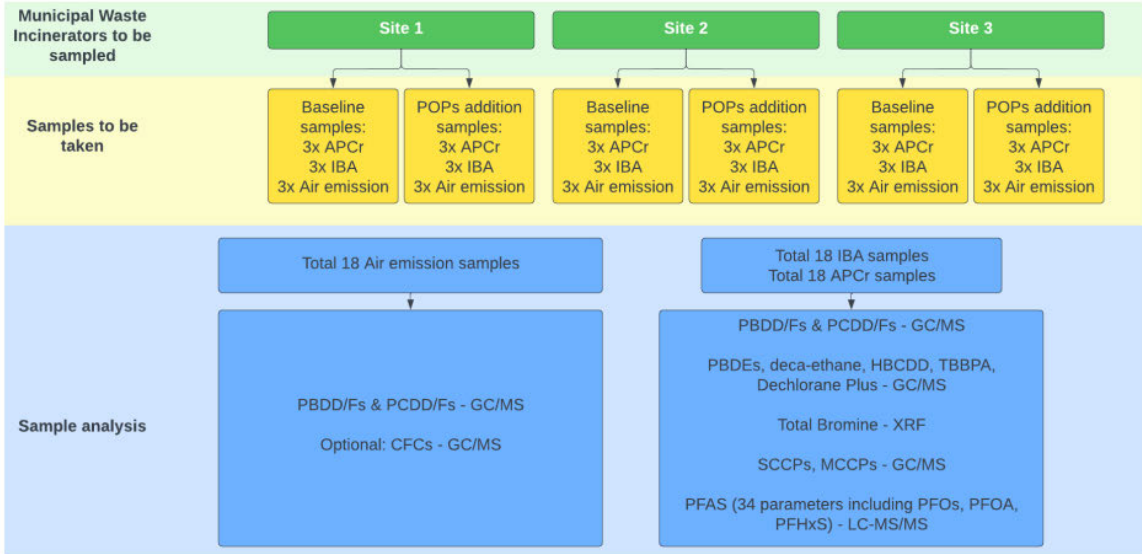 Municipal Waste
Incinerators to be
sampled
Site 1
Site 2
Site 3
Samples to be
taken
Baseline
samples:
3x APCr
3x IBA
3x Air emission
POPs addition
samples:
3x APCr
3x IBA
3x Air emission
Baseline
samples:
3x APCr
3x IBA
3x Air emission
POPs addition
samples:
3x APCr
3x IBA
3x Air emission
Baseline
samples:
3x APCr
3x IBA
3x Air emission
POPs addition
samples:
3x APCr
3x IBA
3x Air emission
Sample analysis
Total 18 Air emission samples
PBDD/Fs & PCDD/Fs - GC/MS
Optional: CFCs - GC/MS
Total 18 IBA samples
Total 18 APCr samples
PBDD/Fs & PCDD/Fs - GC/MS
PBDEs, deca-ethane, HBCDD, TBBPA,
Dechlorane Plus - GC/MS
Total Bromine - XRF
SCCPs, MCCPs - GC/MS
PFAS (34 parameters including PFOs, PFOA,
PFHxS) - LC-MS/MS